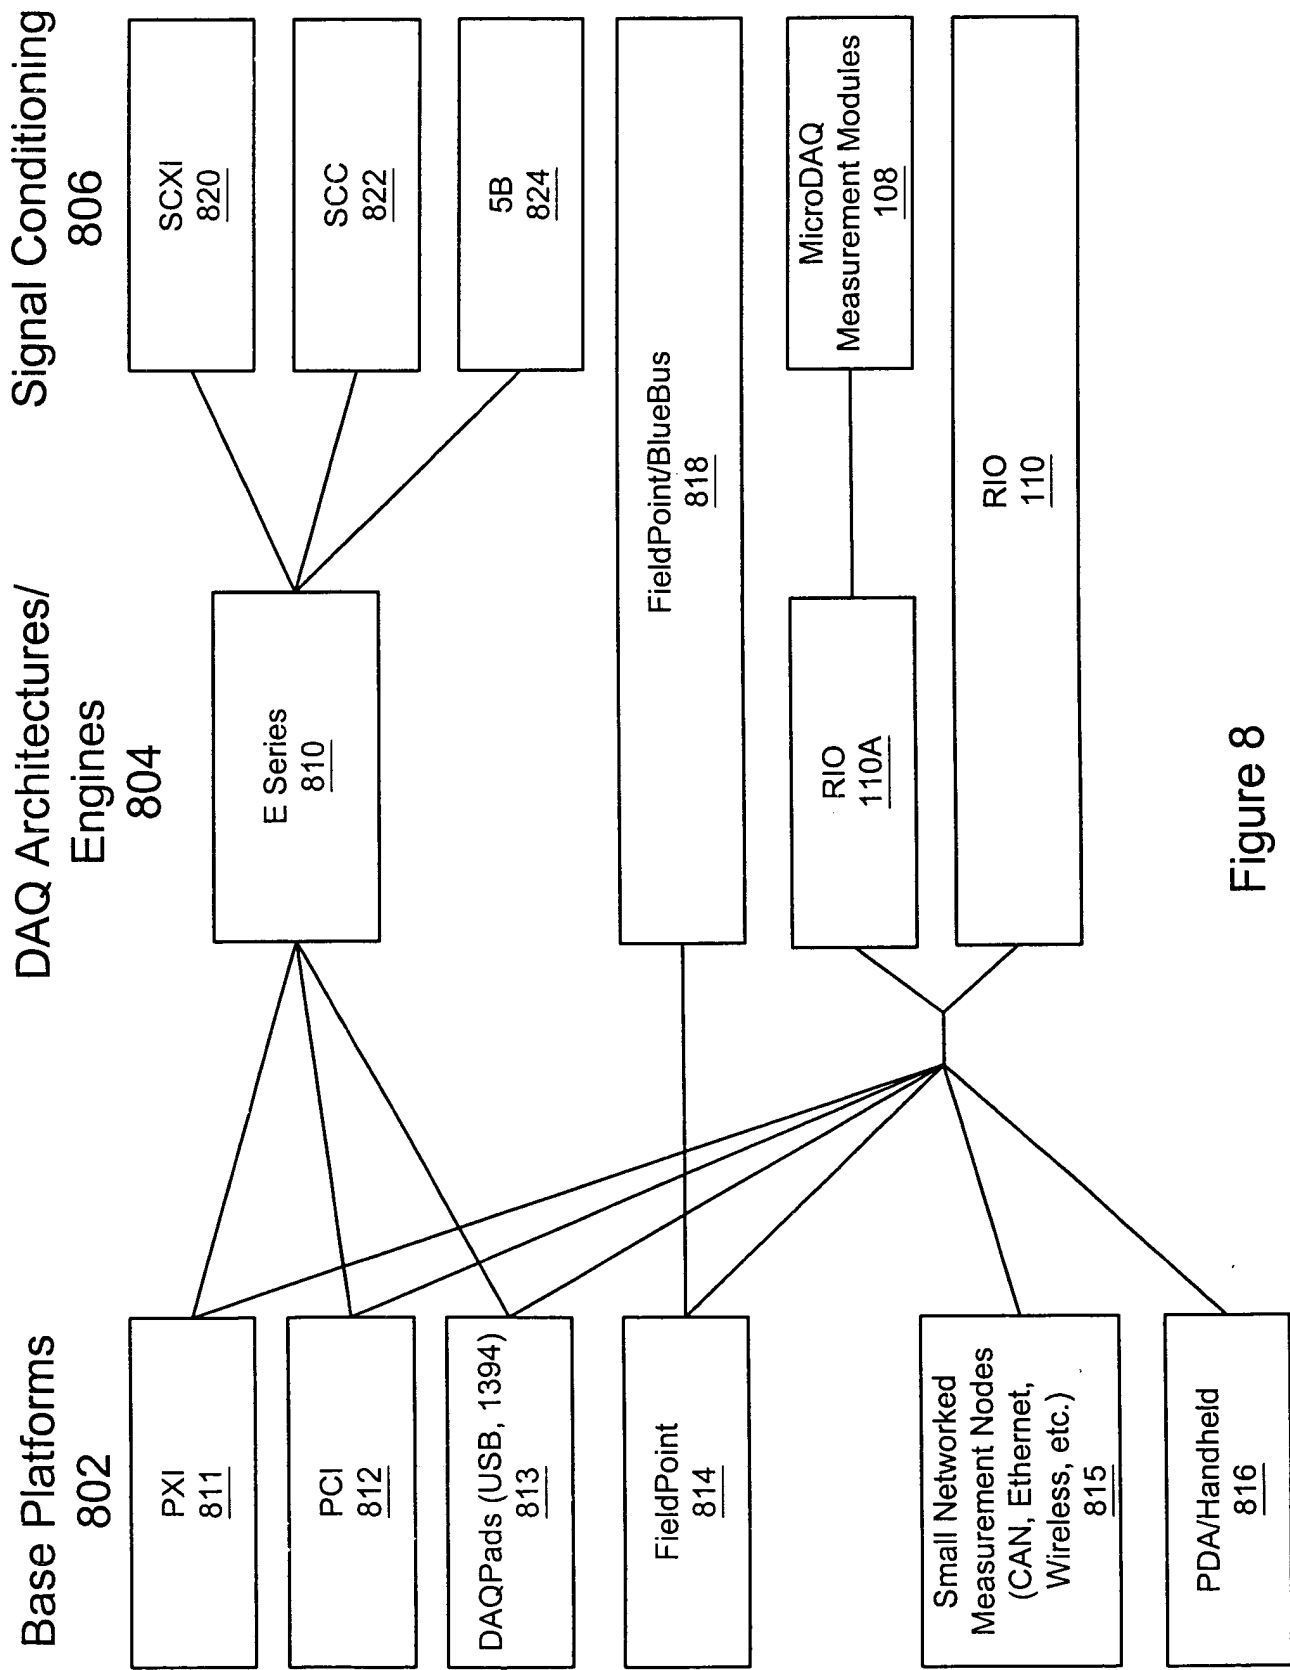 Base Platforms
802
PXI
811
PCI
812
DAQPads (USB, 1394)
813
FieldPoint
814
Small Networked
Measurement Nodes
(CAN, Ethernet,
Wireless, etc.)
815
PDA/Handheld
816
DAQ Architectures/
Engines
804
E Series
810
FieldPoint/BlueBus
818
RIO
110A
RIO
110
Signal Conditioning
806
SCXI
820
SCC
822
5B
824
MicroDAQ
Measurement Modules
108
Figure 8